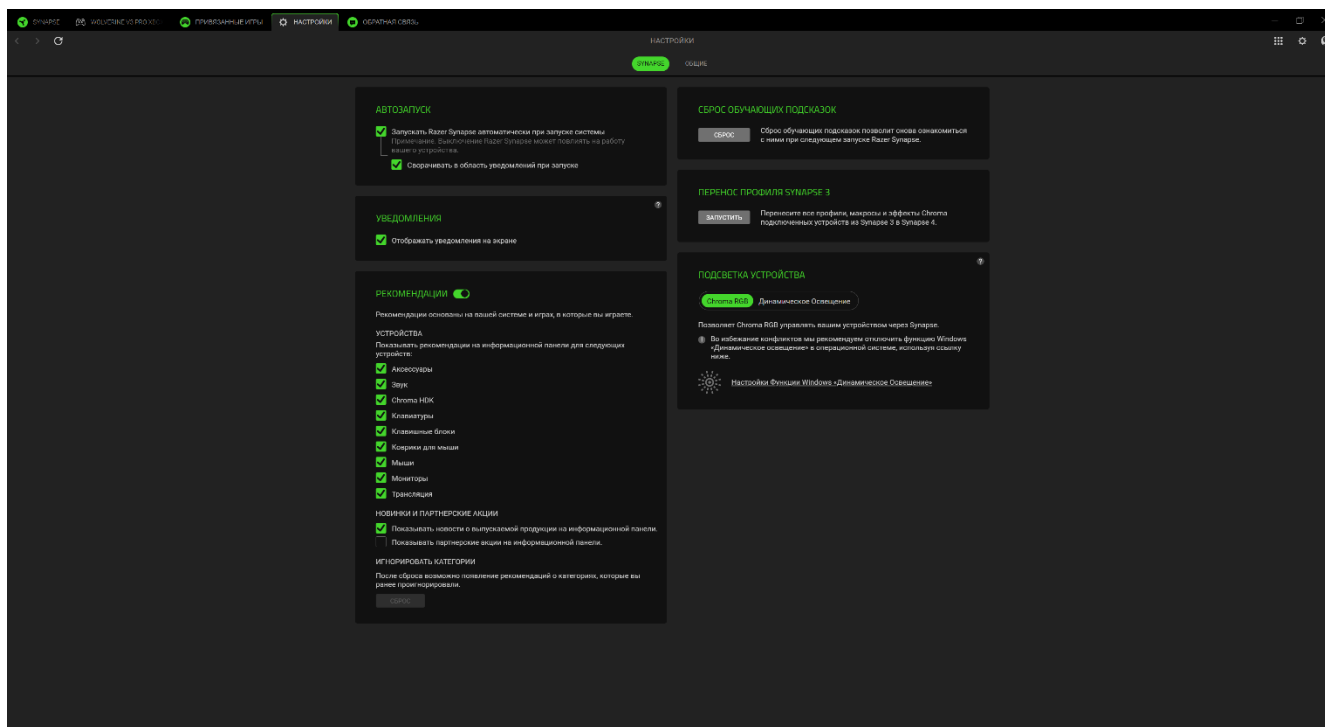 SYNAPSE WOLVERINE V3 PRO XBO ПРИВЯЗАННЫЕ ИГРЫ НАСТРОЙКИ ОБРАТНАЯ СВЯЗЬ
НАСТРОЙКИ
SYNAPSE ОБЩИЕ
АВТОЗАПУСК
Запускать Razer Synapse автоматически при запуске системы
Примечание. Выключение Razer Synapse может повлиять на работу
вашего устройства.
Сворачивать в область уведомлений при запуске
УВЕДОМЛЕНИЯ
Отображать уведомления на экране
РЕКОМЕНДАЦИИ
Рекомендации основаны на вашей системе и играх, в которые вы играете.
УСТРОЙСТВА
Показывать рекомендации на информационной панели для следующих
устройств:
Аксессуары
Звук
Chroma HDK
Клавиатуры
Клавишные блоки
Коврики для мыши
Мыши
Мониторы
Трансляция
НОВИНКИ И ПАРТНЕРСКИЕ АКЦИИ
Показывать новости о выпускаемой продукции на информационной панели.
Показывать партнерские акции на информационной панели.
ИГНОРИРОВАТЬ КАТЕГОРИИ
После сброса возможно появление рекомендаций о категориях, которые вы
ранее проигнорировали.
СБРОС
СБРОС ОБУЧАЮЩИХ ПОДСКАЗОК
СБРОС
Сброс обучающих подсказок позволит снова ознакомиться
с ними при следующем запуске Razer Synapse.
ПЕРЕНОС ПРОФИЛЯ SYNAPSE 3
ЗАПУСТИТЬ
Перенесите все профили, макросы и эффекты Chroma
подключенных устройств из Synapse 3 в Synapse 4.
ПОДСВЕТКА УСТРОЙСТВА
Chroma RGB Динамическое Освещение
Позволяет Chroma RGB управлять вашим устройством через Synapse.
Во избежание конфликтов мы рекомендуем отключить функцию Windows
«Динамическое освещение» в операционной системе, используя ссылку
ниже.
Настройки Функции Windows «Динамическое Освещение»